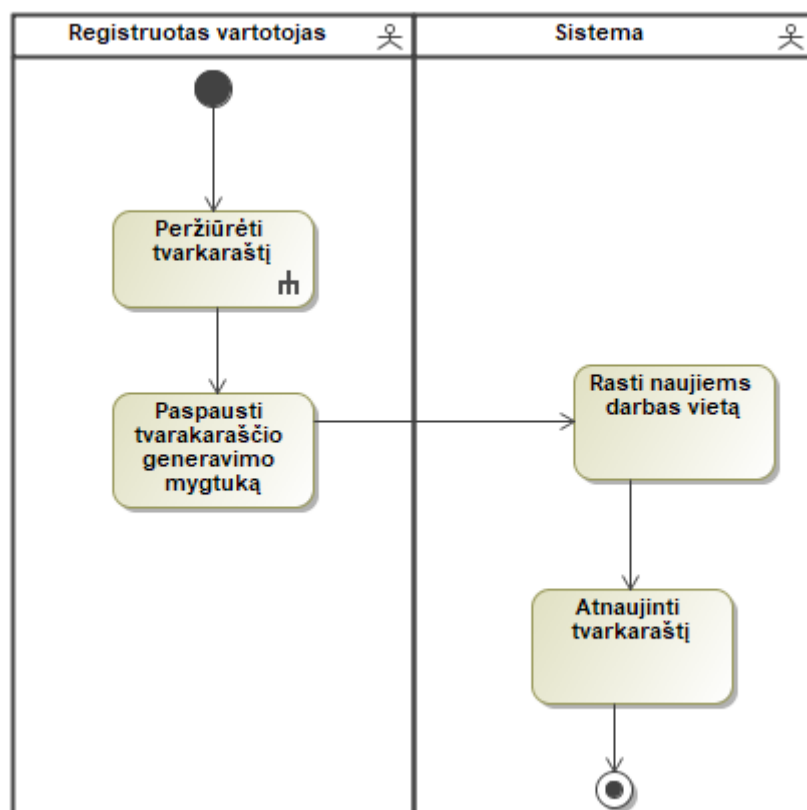 Registruotas vartotojas
Sistema
Peržiūrėti
tvarkaraštį
Paspausti
tvarakaraščio
generavimo
mygtuką
Rasti naujiems
darbas vietą
Atnaujinti
tvarkaraštį